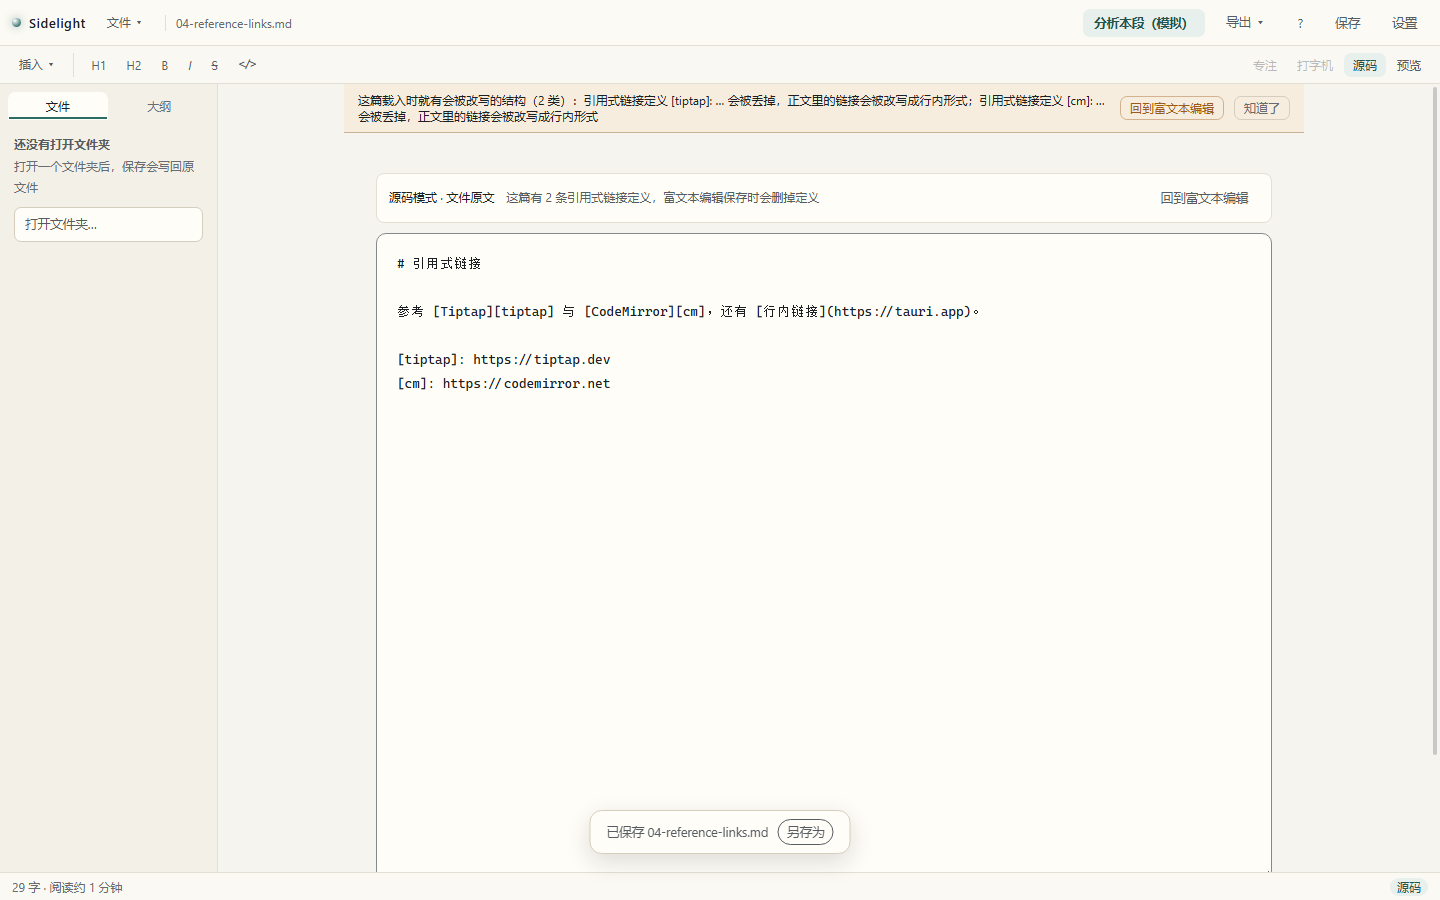 Sidelight 文件 04-reference-links.md 分析本段（模拟） 导出 ? 保存 设置
插入 H1 H2 B I S </> 专注 打字机 源码 预览
文件 大纲
还没有打开文件夹
打开一个文件夹后，保存会写回原
文件
打开文件夹...
这篇载入时就有会被改写的结构（2 类）：引用式链接定义 [tiptap]: ... 会被丢掉，正文里的链接会被改写成行内形式；引用式链接定义 [cm]: ...
会被丢掉，正文里的链接会被改写成行内形式
回到富文本编辑 知道了
源码模式 · 文件原文 这篇有 2 条引用式链接定义，富文本编辑保存时会删掉定义 回到富文本编辑
# 引用式链接
参考 [Tiptap][tiptap] 与 [CodeMirror][cm]，还有 [行内链接](https://tauri.app)。
[tiptap]: https://tiptap.dev
[cm]: https://codemirror.net
已保存 04-reference-links.md 另存为
29 字 · 阅读约 1 分钟 源码